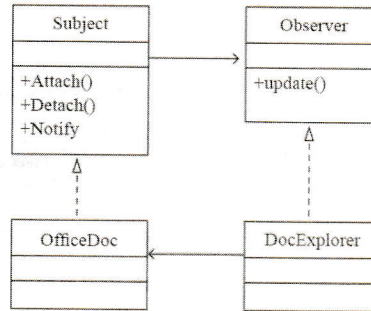 Subject
Observer
+Attach()
+Detach()
+Notify
+update()
OfficeDoc
DocExplorer